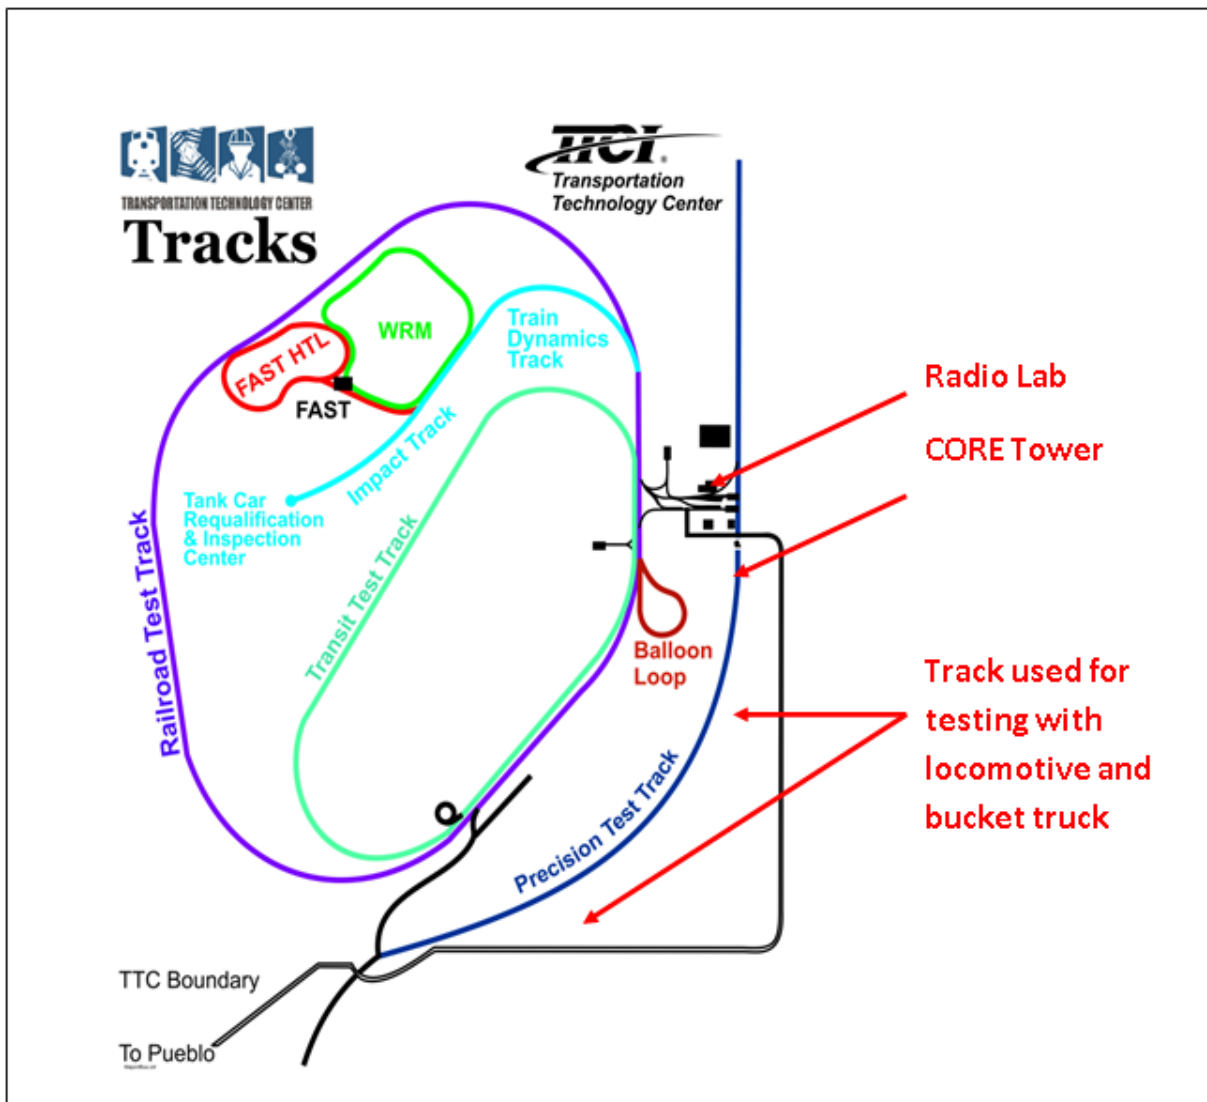 TRANSPORTATION TECHNOLOGY CENTER
Tracks
TTCI®
Transportation
Technology Center
WRM
FAST HTL
FAST
Train
Dynamics
Track
Impact Track
Tank Car
Requalification
& Inspection
Center
Railroad Test Track
Transit Test Track
Balloon
Loop
Precision Test Track
Radio Lab
CORE Tower
Track used for
testing with
locomotive and
bucket truck
TTC Boundary
To Pueblo